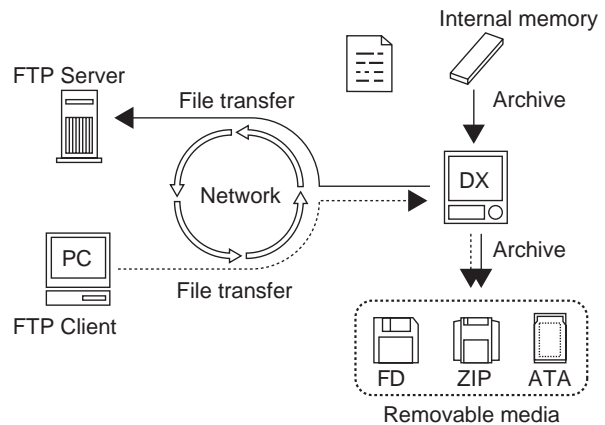 Internal memory
FTP Server
File transfer
Archive
Network
DX
PC
Archive
File transfer
FTP Client
FD ZIP ATA
Removable media